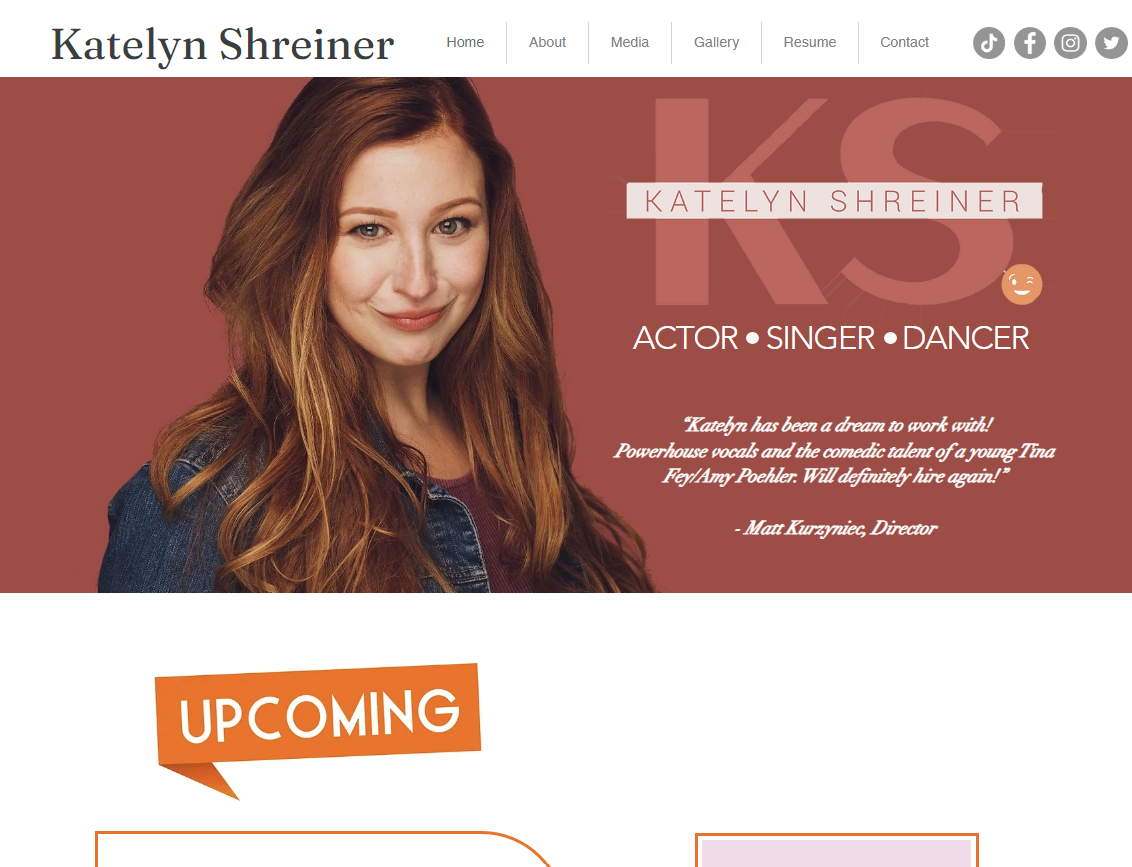 Katelyn Shreiner
Home
About
Media
Gallery
Resume
Contact
KS
KATELYN SHREINER
ACTOR • SINGER • DANCER
“Katelyn has been a dream to work with!
Powerhouse vocals and the comedic talent of a young Tina
Fey/Amy Poehler. Will definitely hire again!”
- Matt Kurzyniec, Director
UPCOMING